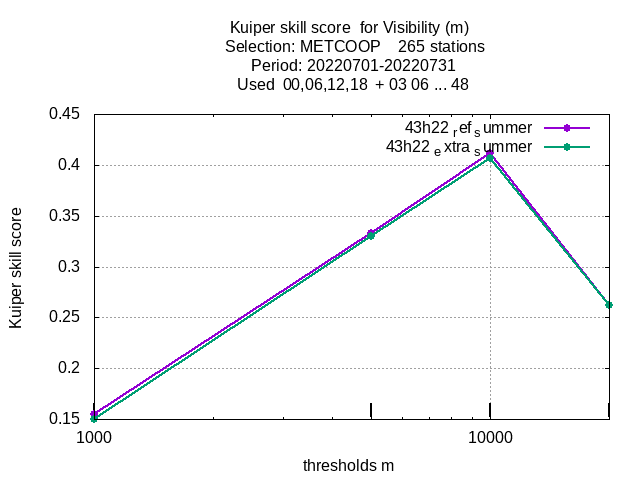 Kuiper skill score  for Visibility (m)
Selection: METCOOP    265 stations
Period: 20220701-20220731
Used  00,06,12,18  + 03 06 ... 48
43h22 ref summer
43h22 extra summer
0.45
0.4
0.35
0.3
0.25
0.2
0.15
Kuiper skill score
1000
10000
thresholds m